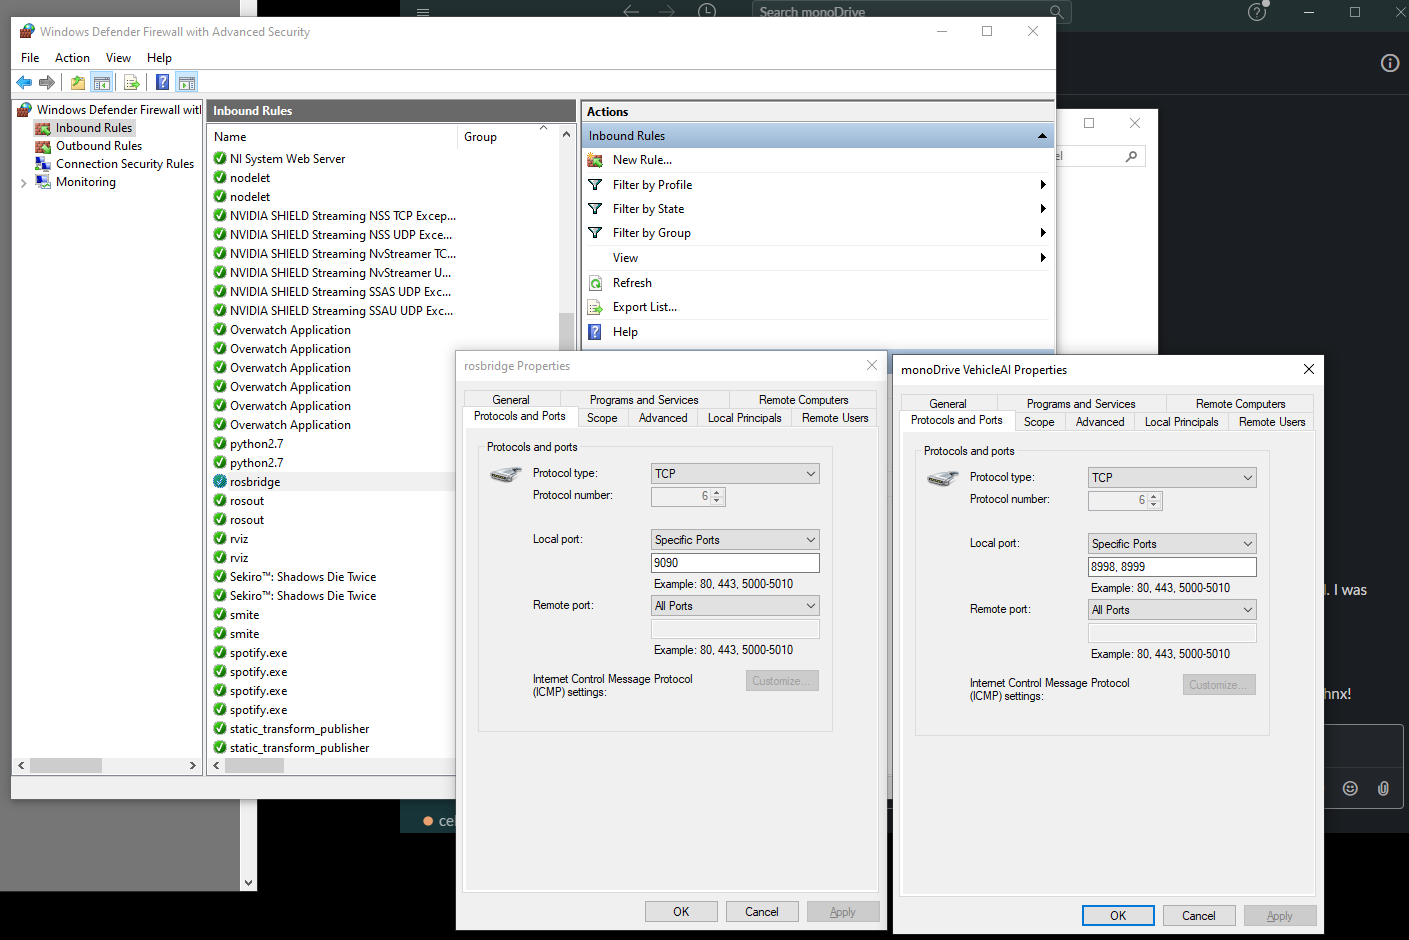 Search monoDrive
Windows Defender Firewall with Advanced Security
File Action View Help
Windows Defender Firewall with
Inbound Rules
Outbound Rules
Connection Security Rules
Monitoring
Inbound Rules
Name Group
NI System Web Server
nodelet
nodelet
NVIDIA SHIELD Streaming NSS TCP Excep...
NVIDIA SHIELD Streaming NSS UDP Exce...
NVIDIA SHIELD Streaming NvStreamer TC...
NVIDIA SHIELD Streaming NvStreamer U...
NVIDIA SHIELD Streaming SSAS UDP Exc...
NVIDIA SHIELD Streaming SSAU UDP Exc...
Overwatch Application
Overwatch Application
Overwatch Application
Overwatch Application
Overwatch Application
Overwatch Application
python2.7
python2.7
rosbridge
rosout
rosout
rviz
rviz
Sekiro™: Shadows Die Twice
Sekiro™: Shadows Die Twice
smite
smite
spotify.exe
spotify.exe
spotify.exe
spotify.exe
static_transform_publisher
static_transform_publisher
Actions
Inbound Rules
New Rule...
Filter by Profile
Filter by State
Filter by Group
View
Refresh
Export List...
Help
rosbridge Properties
General Programs and Services Remote Computers
Protocols and Ports Scope Advanced Local Principals Remote Users
Protocols and ports
Protocol type: TCP
Protocol number: 6
Local port: Specific Ports
9090
Example: 80, 443, 5000-5010
Remote port: All Ports
Example: 80, 443, 5000-5010
Internet Control Message Protocol
(ICMP) settings: Customize...
OK Cancel Apply
monoDrive VehicleAI Properties
General Programs and Services Remote Computers
Protocols and Ports Scope Advanced Local Principals Remote Users
Protocols and ports
Protocol type: TCP
Protocol number: 6
Local port: Specific Ports
8998, 8999
Example: 80, 443, 5000-5010
Remote port: All Ports
Example: 80, 443, 5000-5010
Internet Control Message Protocol
(ICMP) settings: Customize...
OK Cancel Apply
I was
hnx!